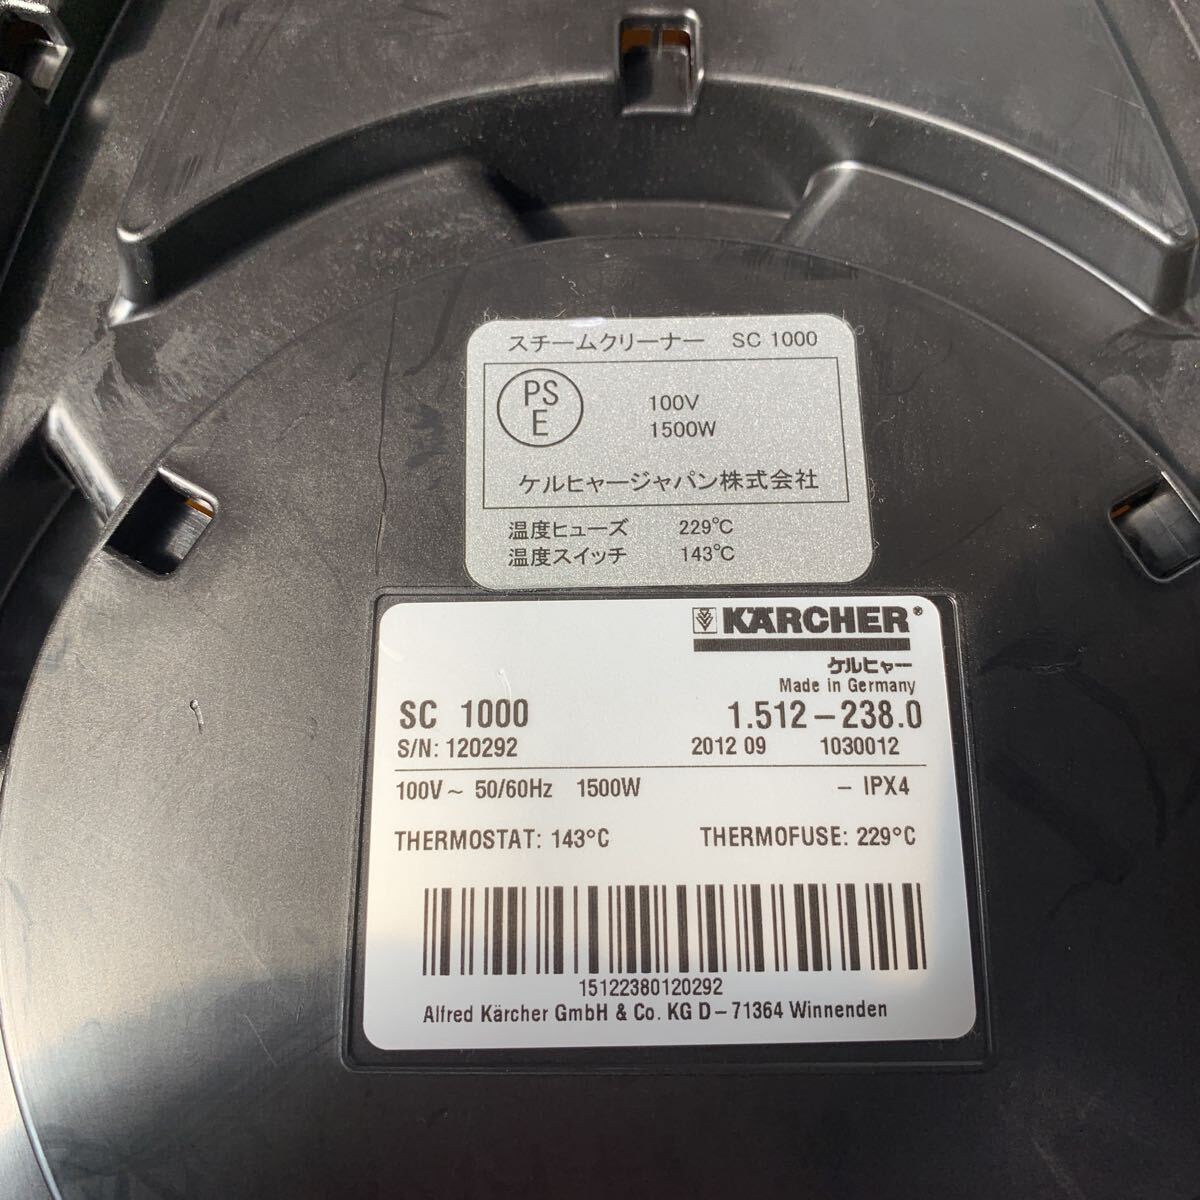 スチームクリーナー SC 1000
PS
E
100V
1500W
ケルヒャージャパン株式会社
温度ヒューズ 229℃
温度スイッチ 143℃
KÄRCHER®
ケルヒャー
Made in Germany
SC 1000 1.512-238.0
S/N: 120292 2012 09 1030012
100V~ 50/60Hz 1500W - IPX4
THERMOSTAT: 143°C THERMOFUSE: 229°C
15122380120292
Alfred Kärcher GmbH & Co. KG D-71364 Winnenden